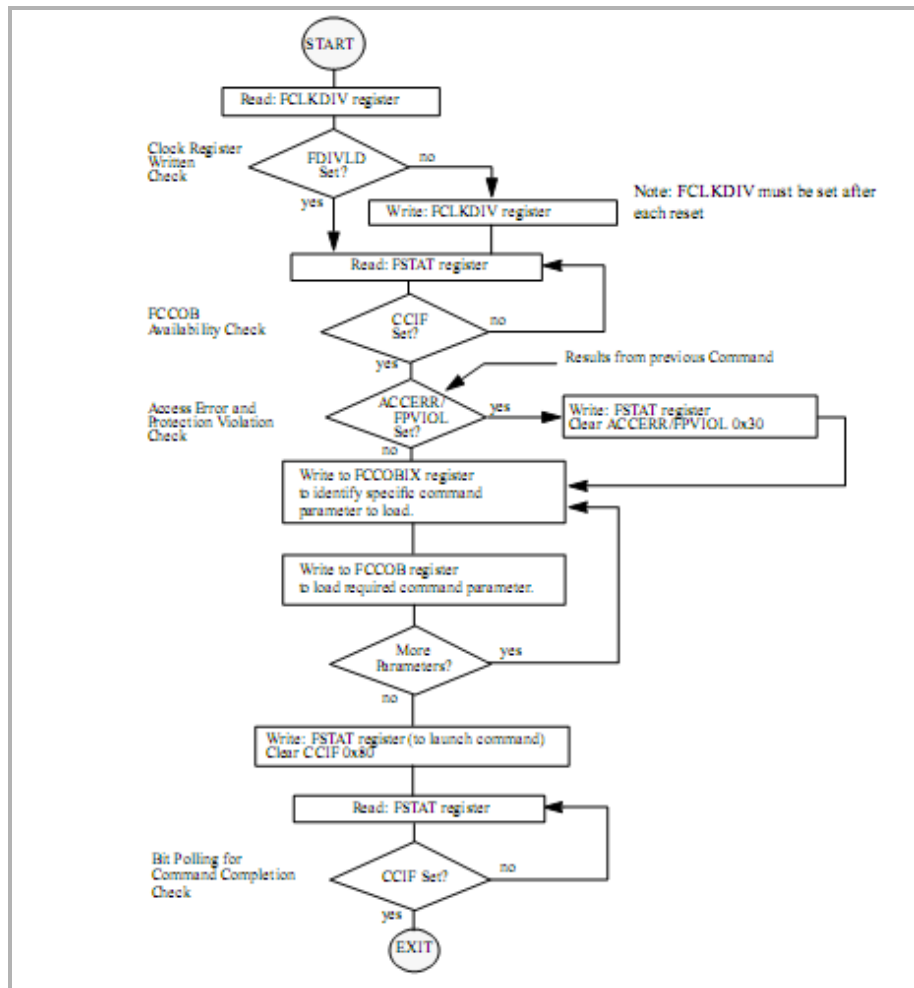 START
Read: FCLKDIV register
Clock Register
Written
Check
FDIVLD
Set?
no
yes
Write: FCLKDIV register
Note: FCLKDIV must be set after
each reset
Read: FSTAT register
FCCOB
Availability Check
CCIF
Set?
no
yes
Results from previous Command
Access Error and
Protection Violation
Check
ACCERR/
FPVIOL
Set?
yes
no
Write: FSTAT register
Clear ACCERR/FPVIOL 0x30
Write to FCCOBIX register
to identify specific command
parameter to load.
Write to FCCOB register
to load required command parameter.
More
Parameters?
yes
no
Write: FSTAT register (to launch command)
Clear CCIF 0x80
Read: FSTAT register
Bit Polling for
Command Completion
Check
CCIF Set?
no
yes
EXIT